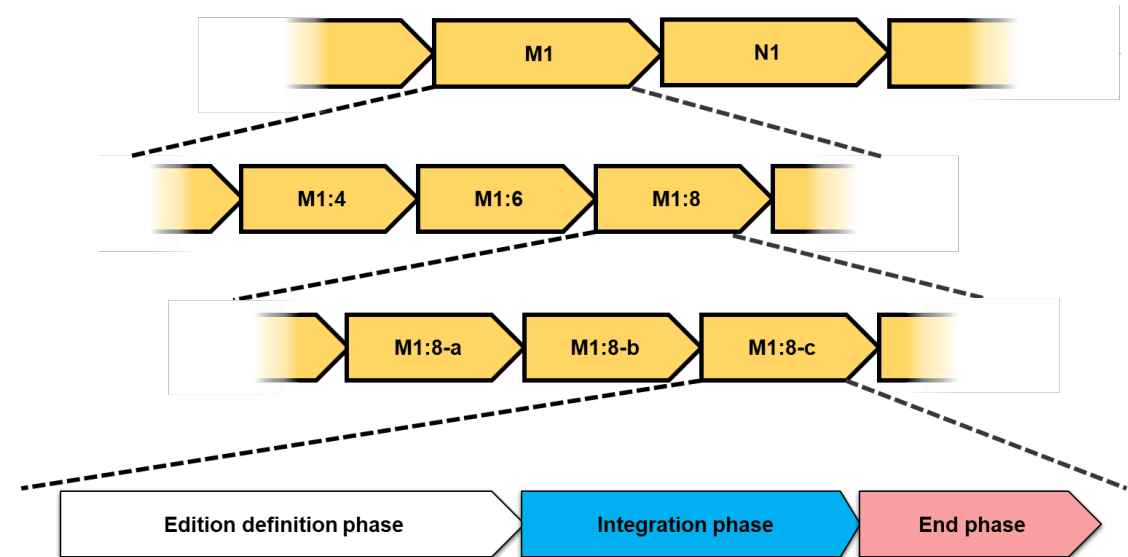 M1
N1
M1:4
M1:6
M1:8
M1:8-a
M1:8-b
M1:8-c
Edition definition phase
Integration phase
End phase